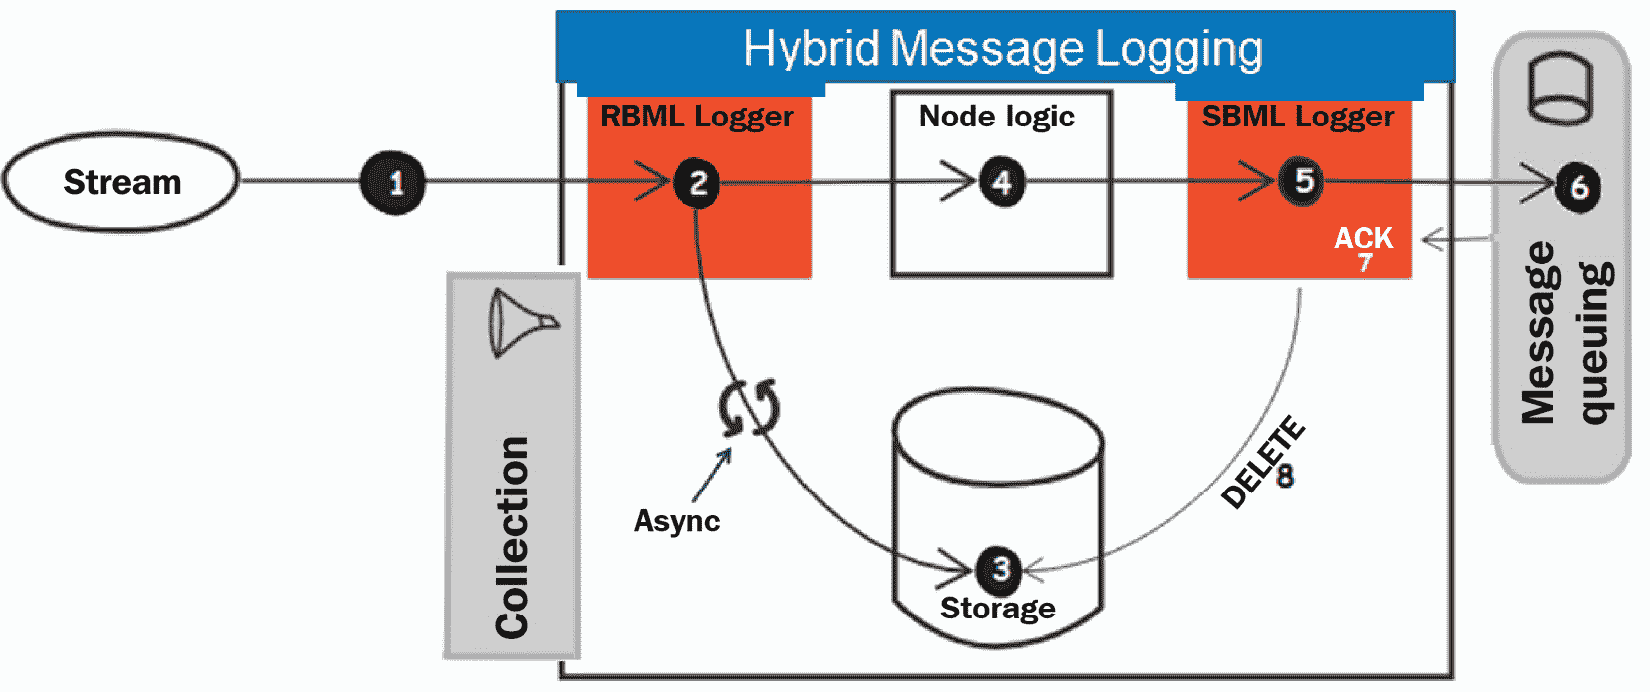 Hybrid Message Logging
RBML Logger
Node logic
SBML Logger
Stream
1
2
4
5
6
ACK
7
Message
queuing
Collection
Async
DELETE
8
3
Storage